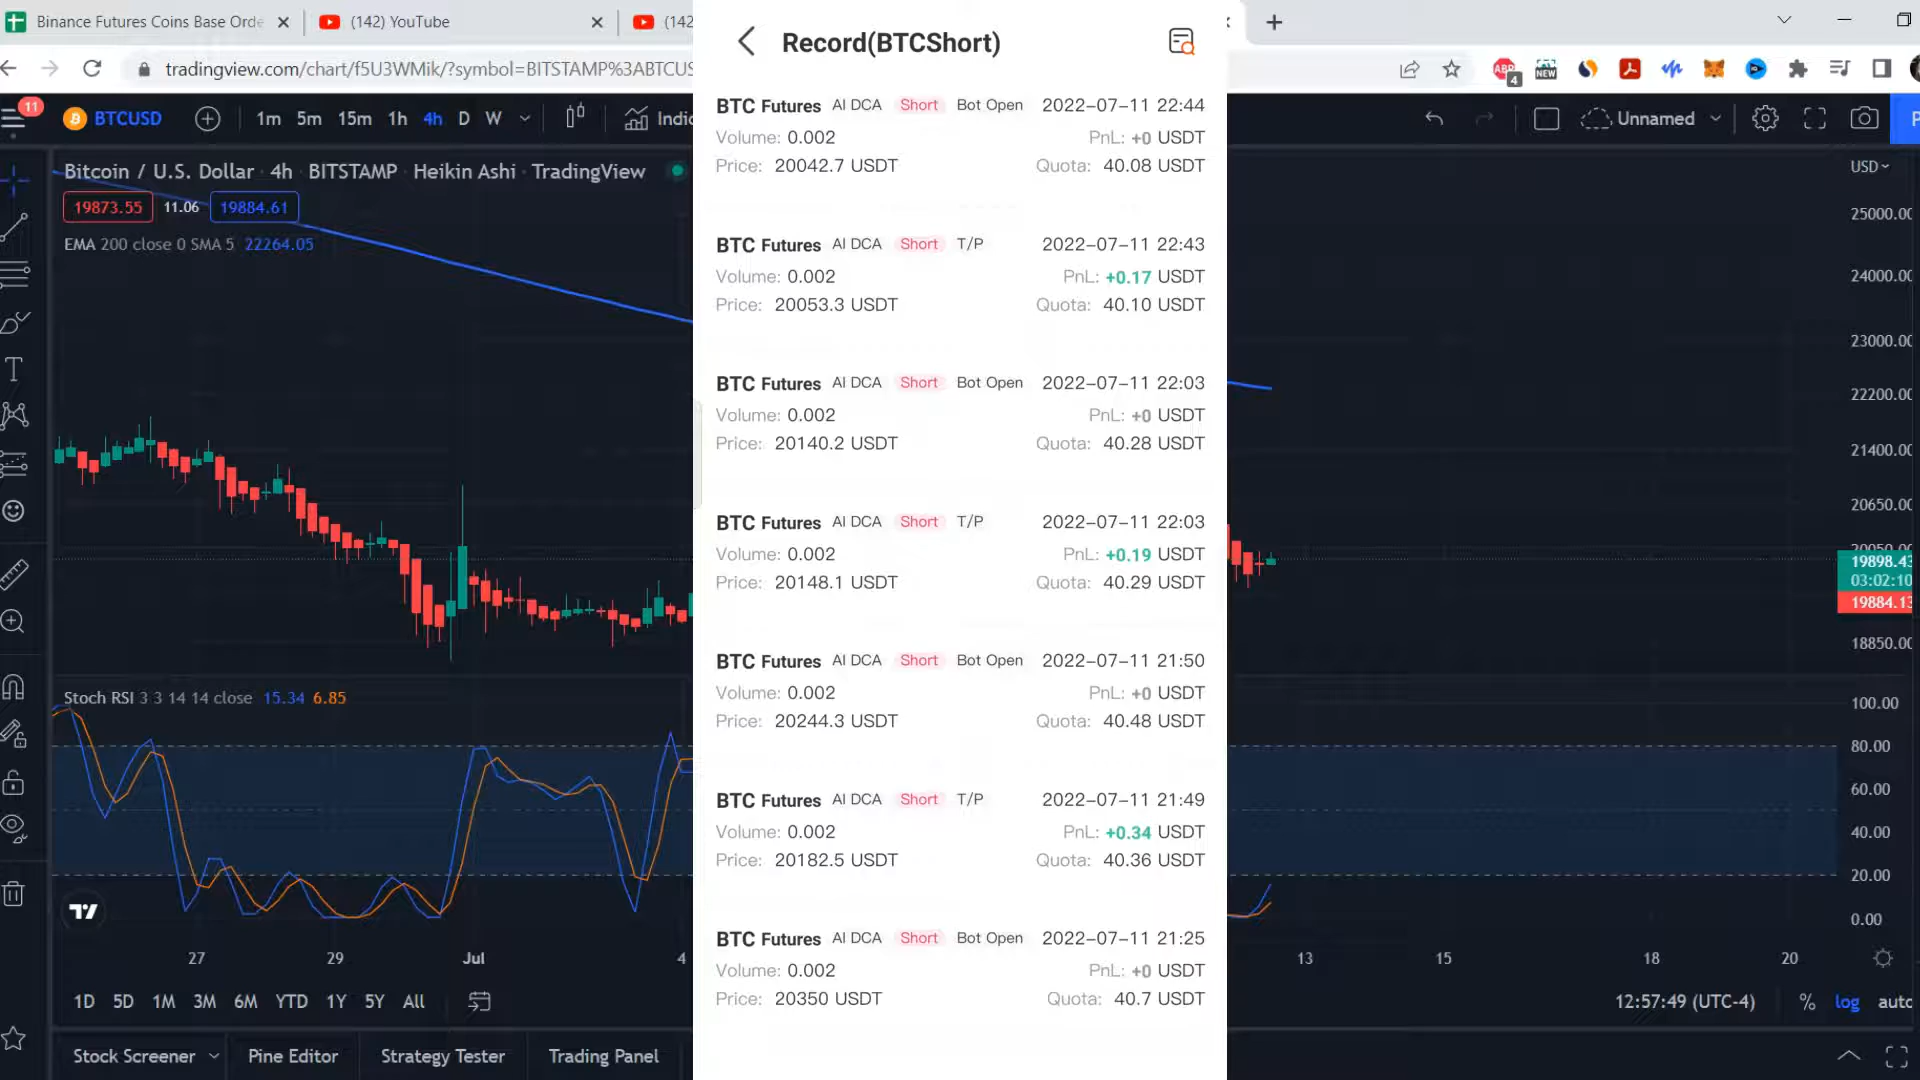 Binance Futures Coins Base Orde
(142) YouTube
(142
tradingview.com/chart/f5U3WMik/?symbol=BITSTAMP%3ABTCUS
ABP
4
NEW
11
BTCUSD
1m 5m 15m 1h 4h D W
Indic
Unnamed
P
Bitcoin / U.S. Dollar 4h BITSTAMP Heikin Ashi TradingView
19873.55 11.06 19884.61
EMA 200 close 0 SMA 5 22264.05
Record(BTCShort)
BTC Futures AI DCA Short Bot Open 2022-07-11 22:44
Volume: 0.002 PnL: +0 USDT
Price: 20042.7 USDT Quota: 40.08 USDT
BTC Futures AI DCA Short T/P 2022-07-11 22:43
Volume: 0.002 PnL: +0.17 USDT
Price: 20053.3 USDT Quota: 40.10 USDT
BTC Futures AI DCA Short Bot Open 2022-07-11 22:03
Volume: 0.002 PnL: +0 USDT
Price: 20140.2 USDT Quota: 40.28 USDT
BTC Futures AI DCA Short T/P 2022-07-11 22:03
Volume: 0.002 PnL: +0.19 USDT
Price: 20148.1 USDT Quota: 40.29 USDT
BTC Futures AI DCA Short Bot Open 2022-07-11 21:50
Volume: 0.002 PnL: +0 USDT
Price: 20244.3 USDT Quota: 40.48 USDT
BTC Futures AI DCA Short T/P 2022-07-11 21:49
Volume: 0.002 PnL: +0.34 USDT
Price: 20182.5 USDT Quota: 40.36 USDT
BTC Futures AI DCA Short Bot Open 2022-07-11 21:25
Volume: 0.002 PnL: +0 USDT
Price: 20350 USDT Quota: 40.7 USDT
USD
25000.00
24000.00
23000.00
22200.00
21400.00
20650.00
19898.43
03:02:10
19884.13
18850.00
Stoch RSI 3 3 14 14 close 15.34 6.85
100.00
80.00
60.00
40.00
20.00
0.00
27 29 Jul 4 13 15 18 20
1D 5D 1M 3M 6M YTD 1Y 5Y All
12:57:49 (UTC-4) % log auto
Stock Screener Pine Editor Strategy Tester Trading Panel